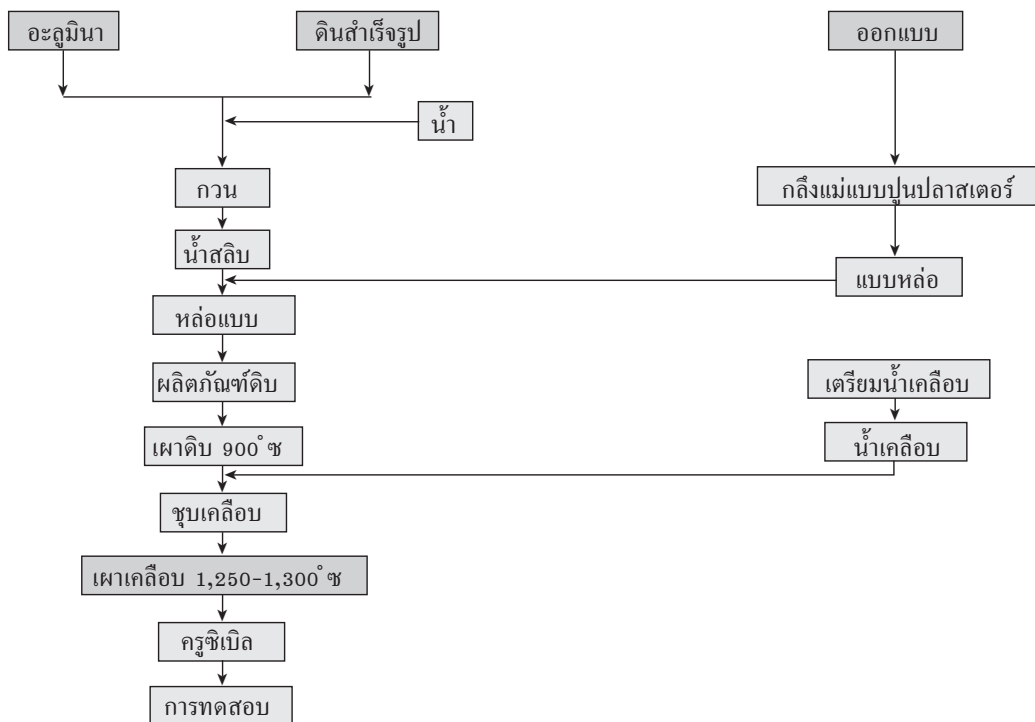 อะลูมินา
ดินสำเร็จรูป
ออกแบบ
น้ำ
กวน
กลึงแม่แบบปูนปลาสเตอร์
น้ำสลิบ
แบบหล่อ
หล่อแบบ
ผลิตภัณฑ์ดิบ
เตรียมน้ำเคลือบ
เผาดิบ 900 ํซ
น้ำเคลือบ
ชุบเคลือบ
เผาเคลือบ 1,250-1,300 ํซ
ครูซิเบิล
การทดสอบ